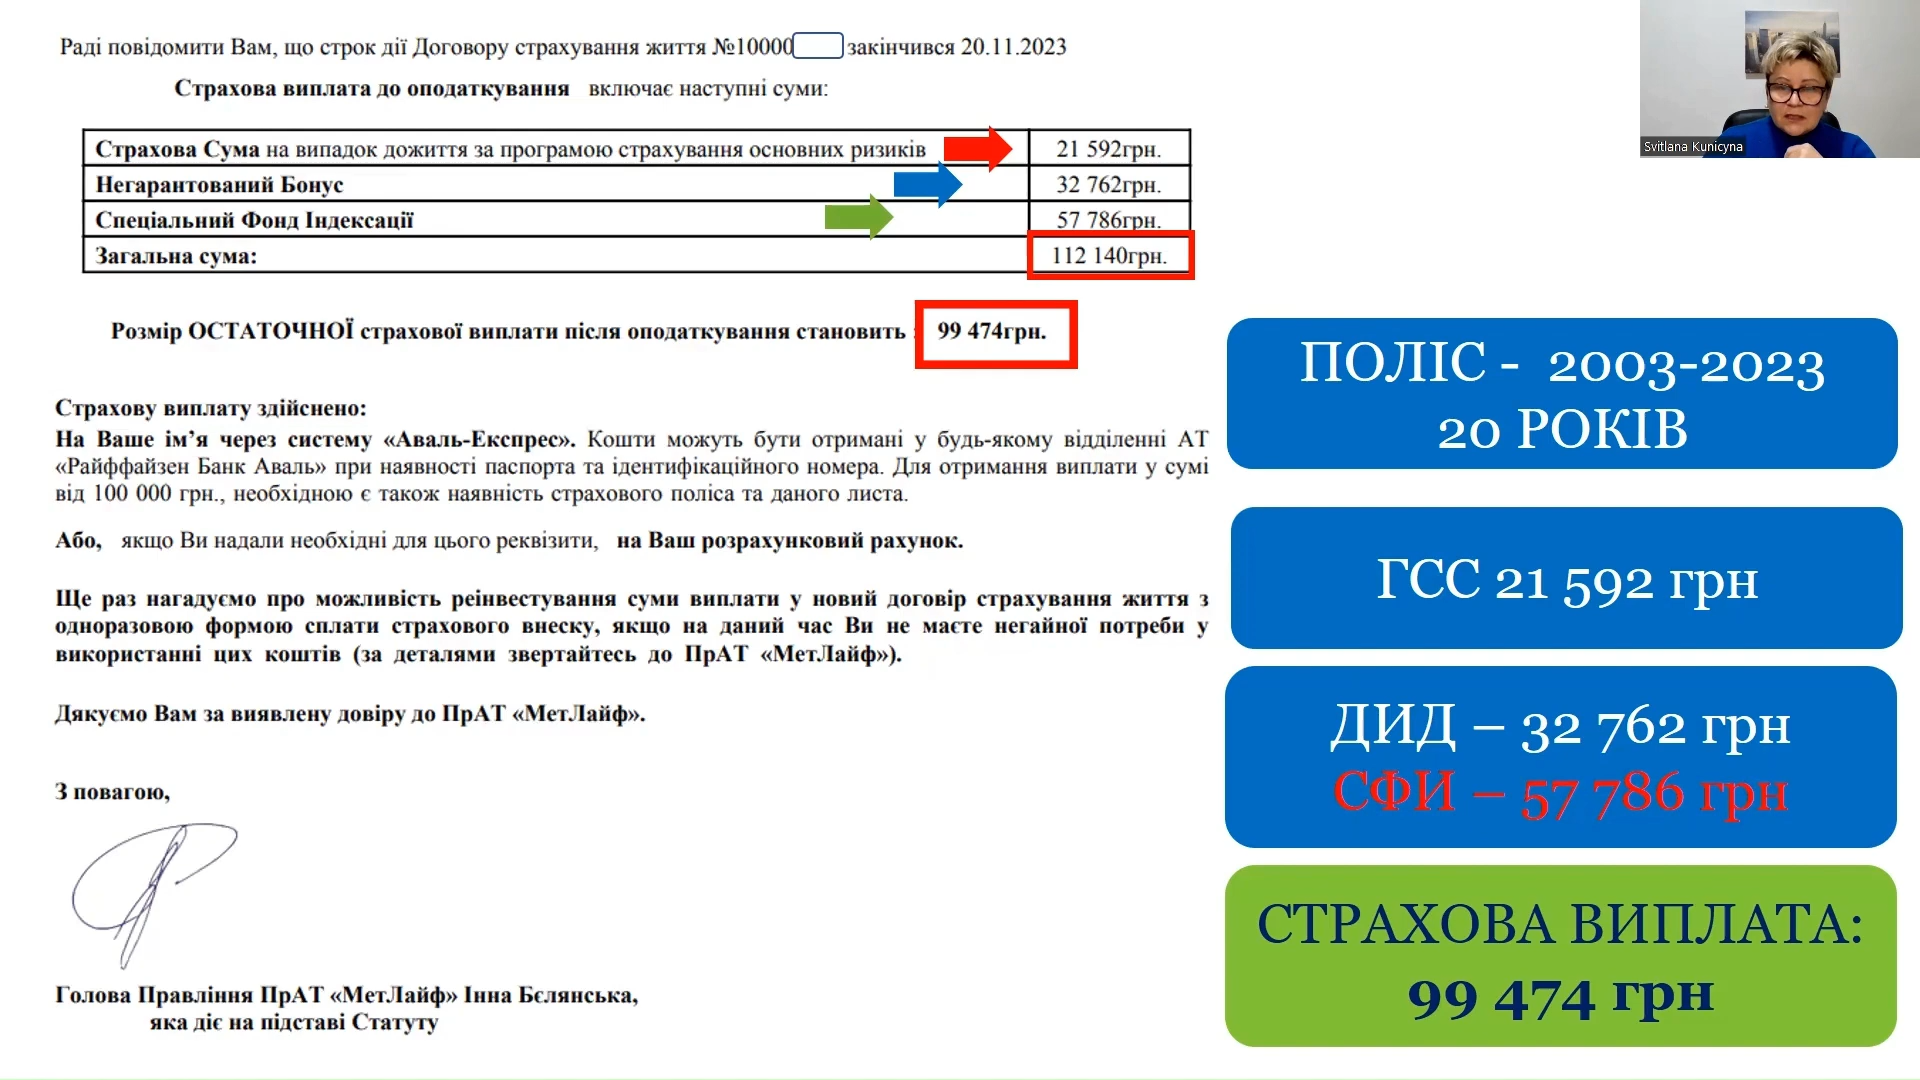 Раді повідомити Вам, що строк дії Договору страхування життя №10000 закінчився 20.11.2023
Страхова виплата до оподаткування включає наступні суми:
Страхова Сума на випадок дожиття за програмою страхування основних ризиків 21 592грн.
Негарантований Бонус 32 762грн.
Спеціальний Фонд Індексації 57 786грн.
Загальна сума: 112 140грн.
Розмір ОСТАТОЧНОЇ страхової виплати після оподаткування становить : 99 474грн.
Страхову виплату здійснено:
На Ваше ім’я через систему «Аваль-Експрес». Кошти можуть бути отримані у будь-якому відділенні АТ
«Райффайзен Банк Аваль» при наявності паспорта та ідентифікаційного номера. Для отримання виплати у сумі
від 100 000 грн., необхідною є також наявність страхового поліса та даного листа.
Або, якщо Ви надали необхідні для цього реквізити, на Ваш розрахунковий рахунок.
Ще раз нагадуємо про можливість реінвестування суми виплати у новий договір страхування життя з
одноразовою формою сплати страхового внеску, якщо на даний час Ви не маєте негайної потреби у
використанні цих коштів (за деталями звертайтесь до ПрАТ «МетЛайф»).
Дякуємо Вам за виявлену довіру до ПрАТ «МетЛайф».
З повагою,
Голова Правління ПрАТ «МетЛайф» Інна Бєлянська,
яка діє на підставі Статуту
Svitlana Kunicyna
ПОЛІС - 2003-2023
20 РОКІВ
ГСС 21 592 грн
ДИД – 32 762 грн
СФИ – 57 786 грн
СТРАХОВА ВИПЛАТА:
99 474 грн